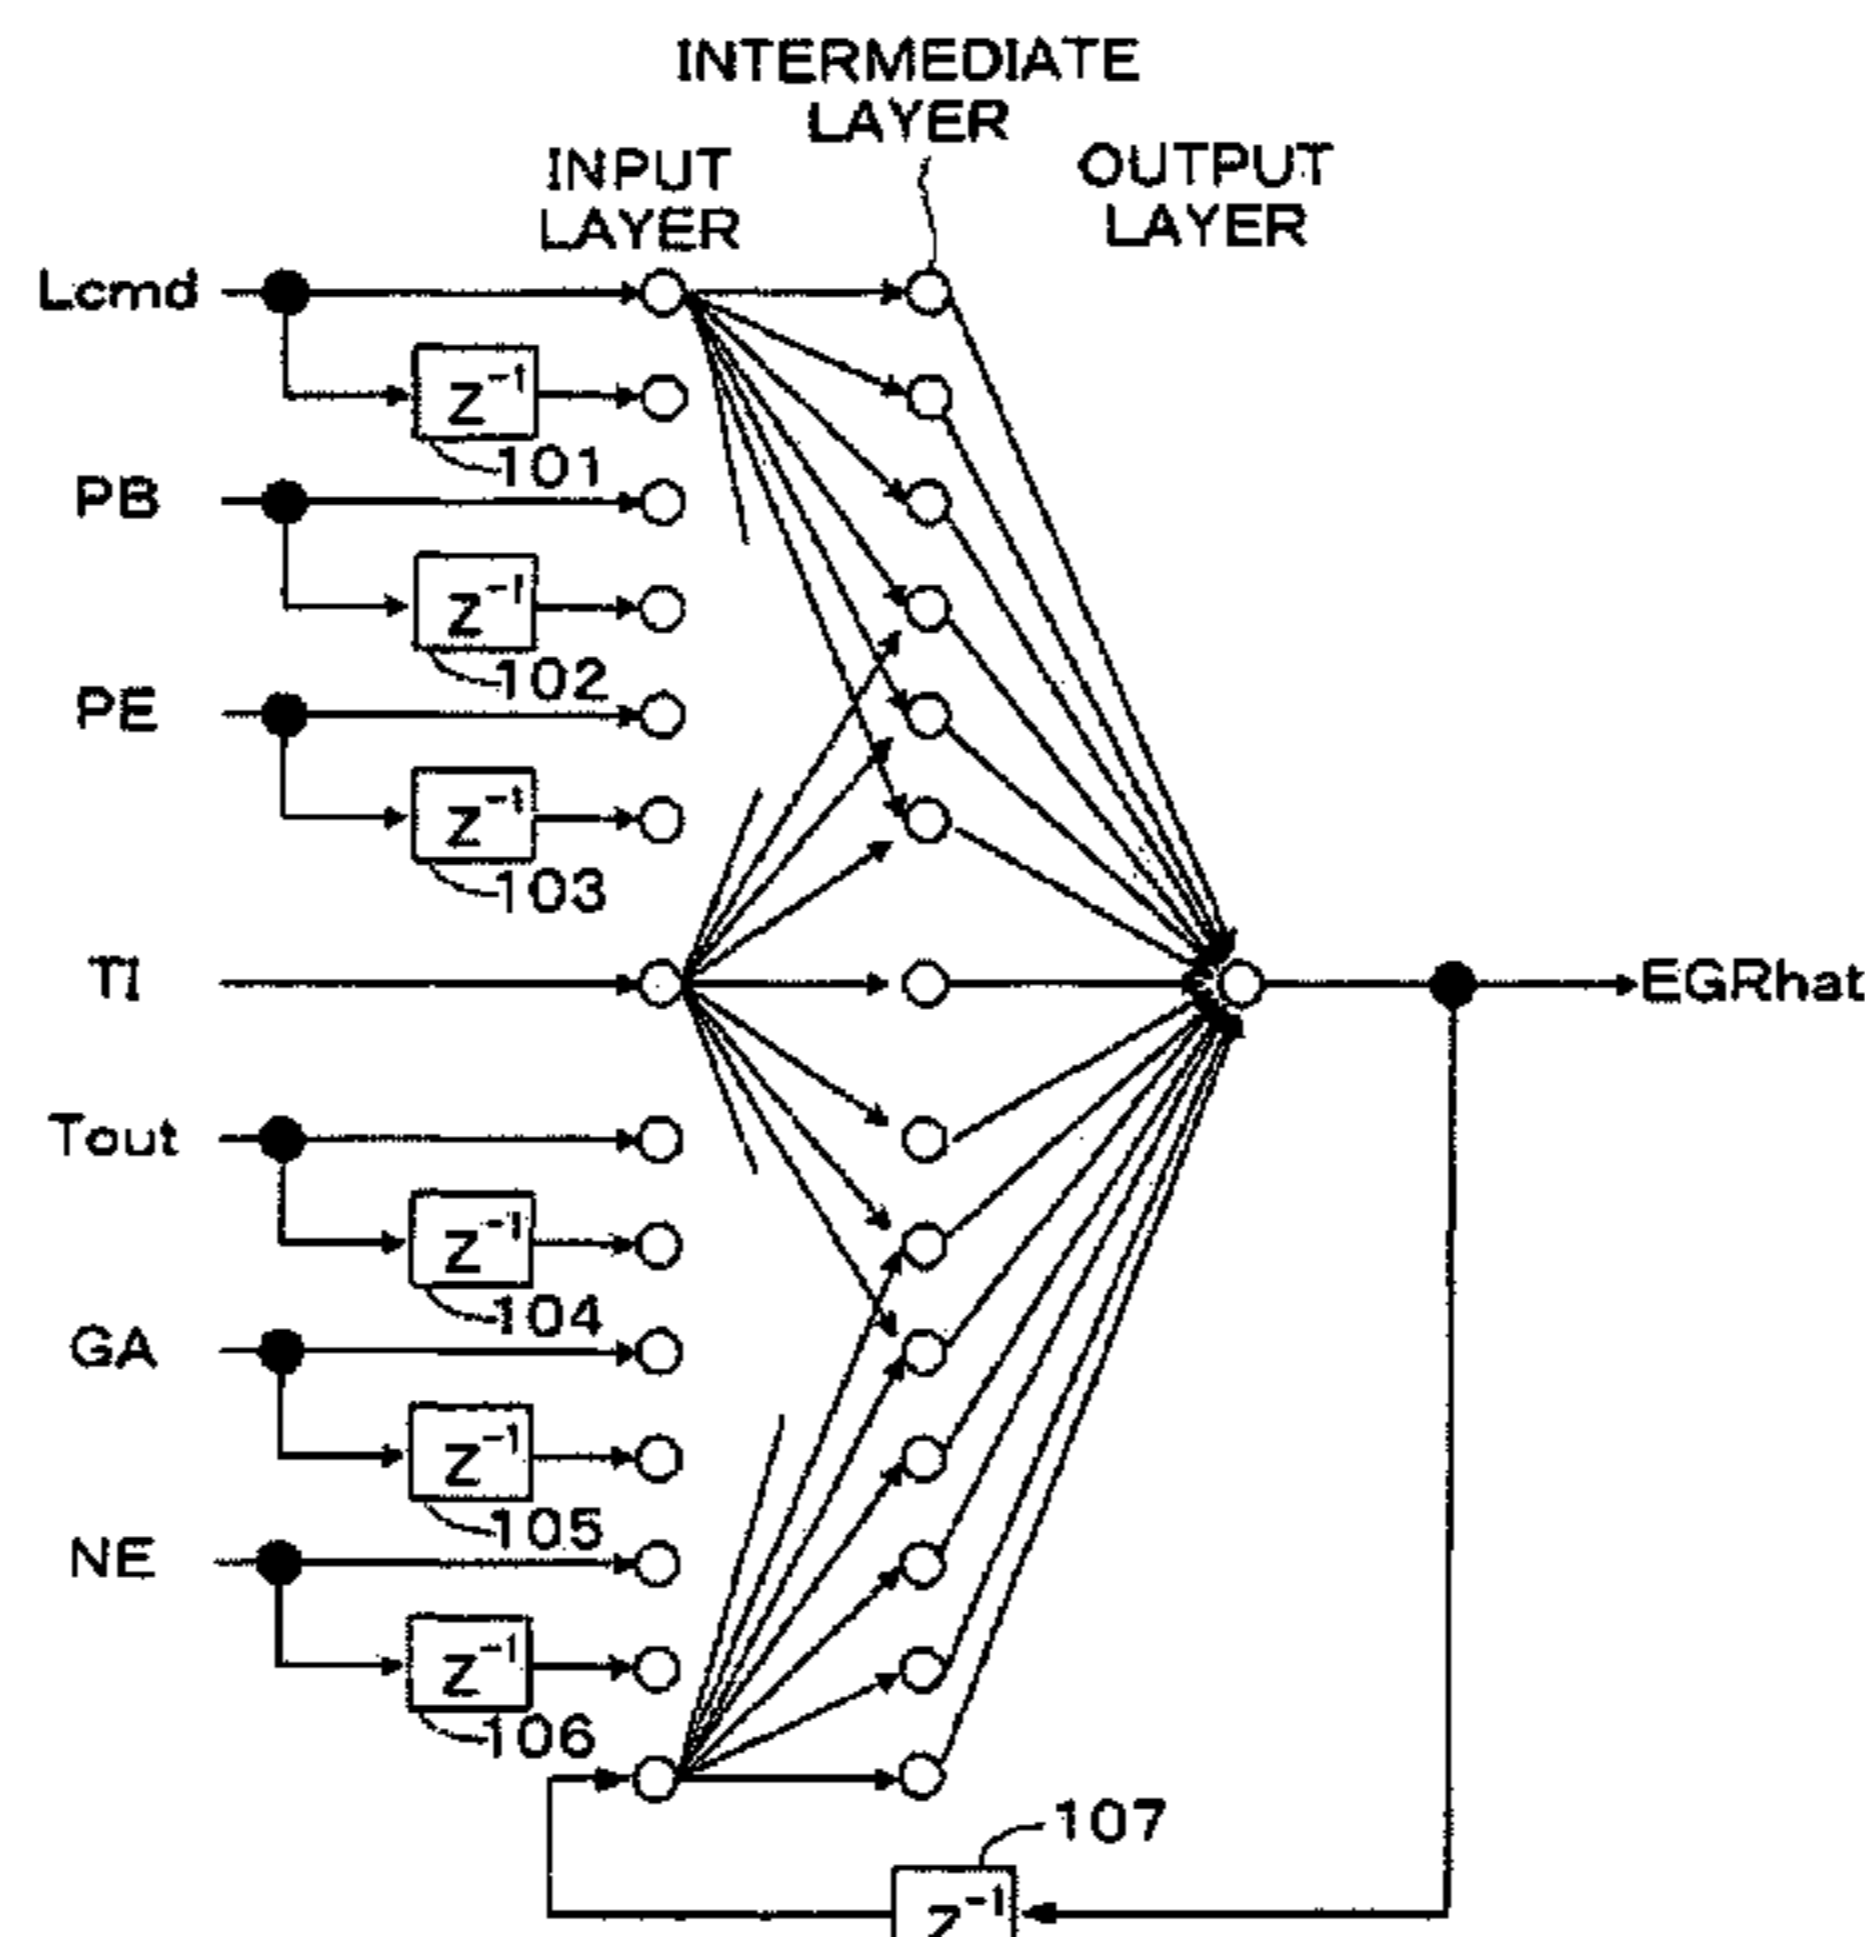 INTERMEDIATE
LAYER
INPUT
LAYER
OUTPUT
LAYER
Lcmd
z⁻¹
101
PB
z⁻¹
102
PE
z⁻¹
103
TI
EGRhat
Tout
z⁻¹
104
GA
z⁻¹
105
NE
z⁻¹
106
107
z⁻¹